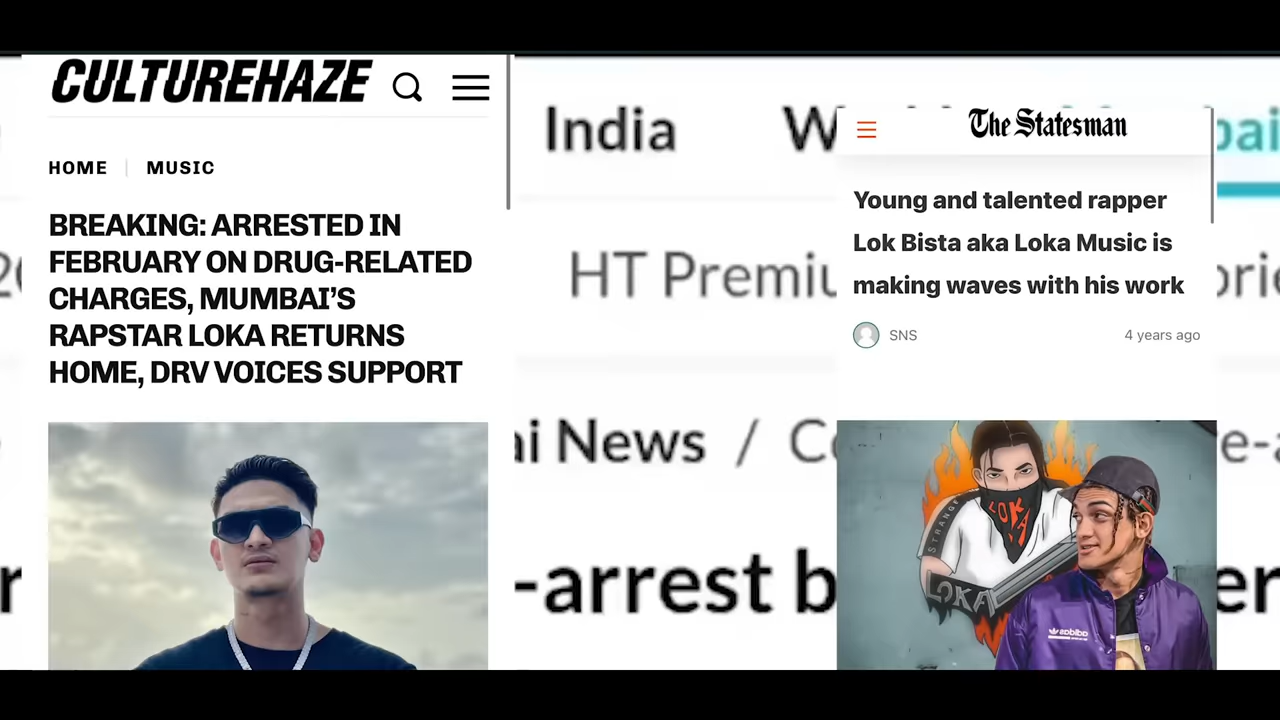 CULTUREHAZE
HOME
MUSIC
BREAKING: ARRESTED IN
FEBRUARY ON DRUG-RELATED
CHARGES, MUMBAI'S
RAPSTAR LOKA RETURNS
HOME, DRV VOICES SUPPORT
India
HT
News /
-arrest
The Statesman
Young and talented rapper
Lok Bista aka Loka Music is
making waves with his work
SNS
4 years ago
STRANGE
LOKA
LOKA
adidas